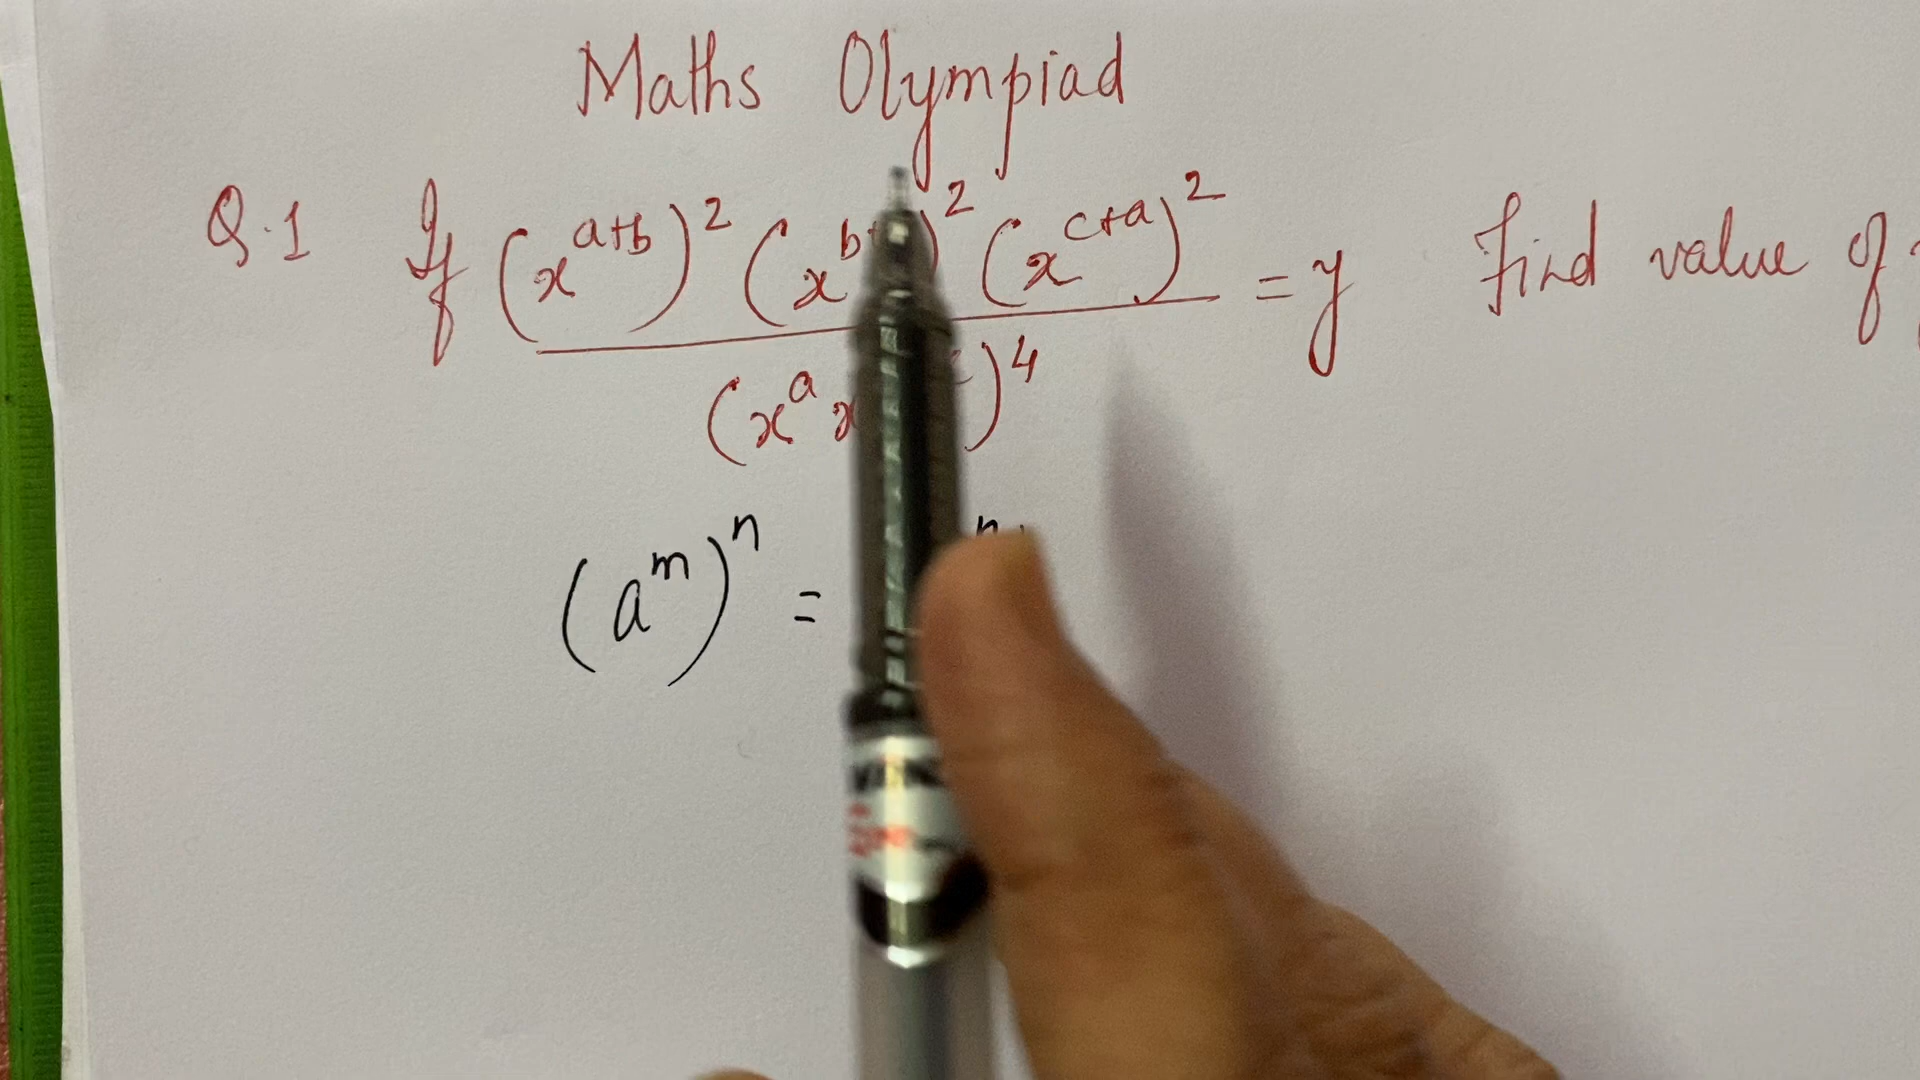 Maths Olympiad
Q.1 If (x^{a+b})^2 (x^b )^2 (x^{c+a})^2 = y Find value of
(x^a x )^4
(a^m)^n = n